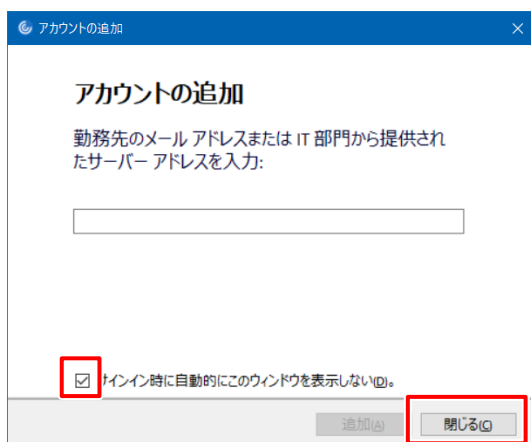 アカウントの追加
アカウントの追加
勤務先のメール アドレスまたは IT 部門から提供され
たサーバー アドレスを入力:
サインイン時に自動的にこのウィンドウを表示しない(D)。
追加(A)
閉じる(C)